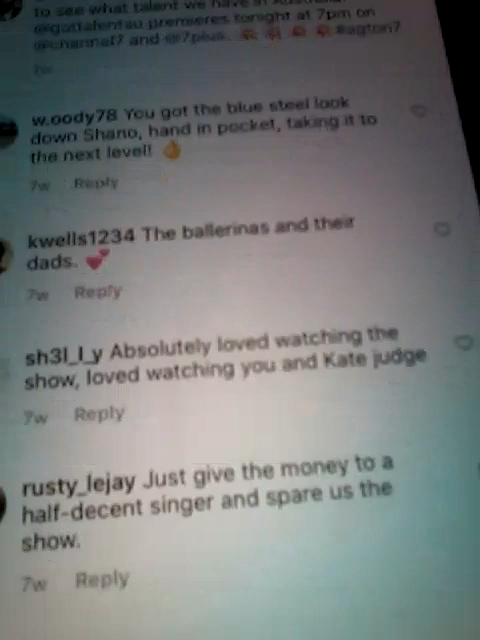 to see what talent we have in Australia.
@gottalentau premieres tonight at 7pm on
@channel7 and @7plus. #agton7
7w
w.oody78 You got the blue steel look
down Shano, hand in pocket, taking it to
the next level! 👌
7w Reply
kwells1234 The ballerinas and their
dads. 💕
7w Reply
sh3l_l_y Absolutely loved watching the
show, loved watching you and Kate judge
7w Reply
rusty_lejay Just give the money to a
half-decent singer and spare us the
show.
7w Reply